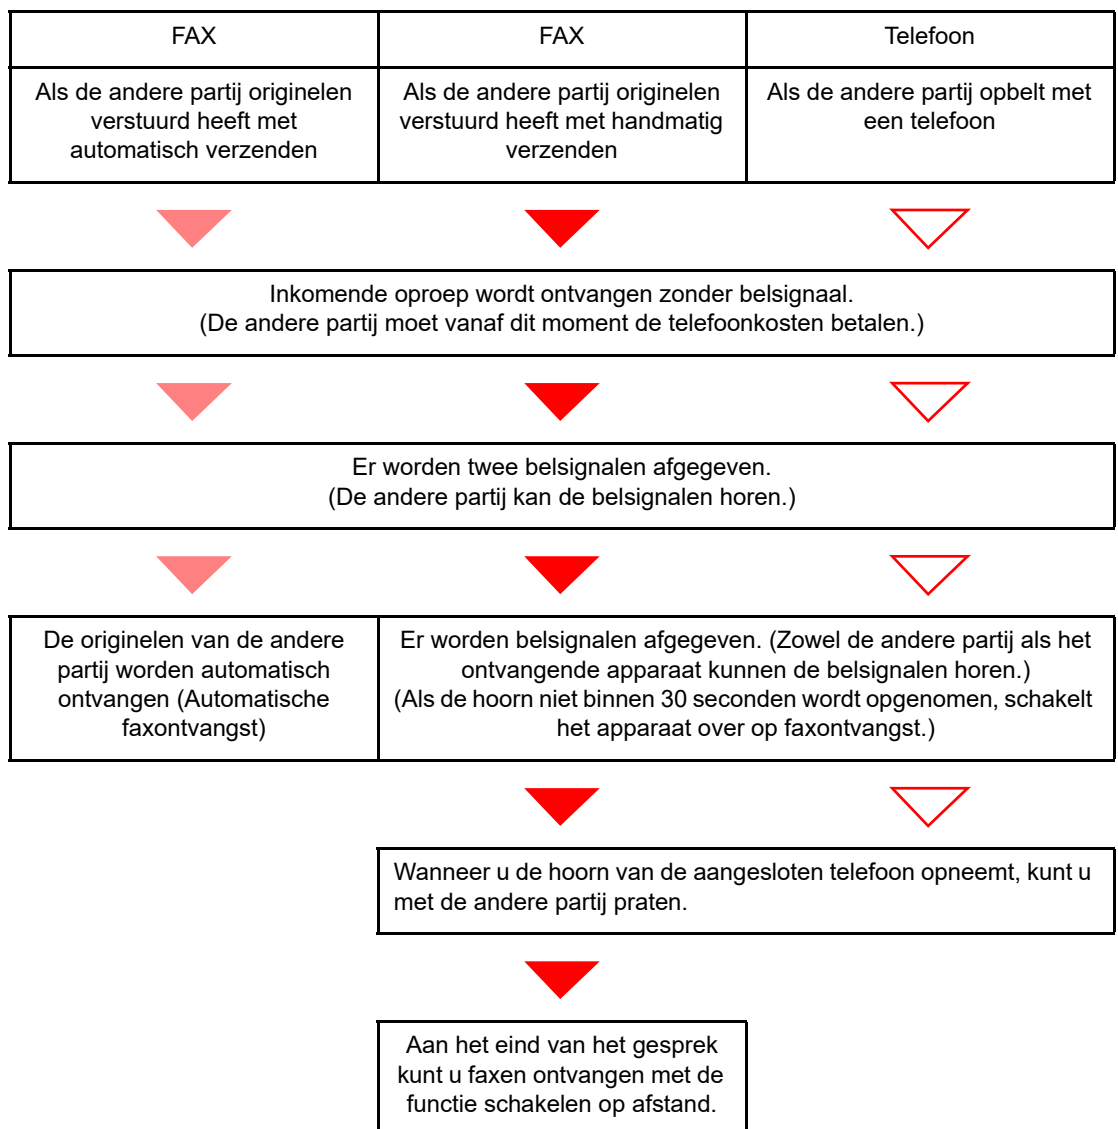 FAX
FAX
Telefoon
Als de andere partij originelen
verstuurd heeft met
automatisch verzenden
Als de andere partij originelen
verstuurd heeft met handmatig
verzenden
Als de andere partij opbelt met
een telefoon
Inkomende oproep wordt ontvangen zonder belsignaal.
(De andere partij moet vanaf dit moment de telefoonkosten betalen.)
Er worden twee belsignalen afgegeven.
(De andere partij kan de belsignalen horen.)
De originelen van de andere
partij worden automatisch
ontvangen (Automatische
faxontvangst)
Er worden belsignalen afgegeven. (Zowel de andere partij als het
ontvangende apparaat kunnen de belsignalen horen.)
(Als de hoorn niet binnen 30 seconden wordt opgenomen, schakelt
het apparaat over op faxontvangst.)
Wanneer u de hoorn van de aangesloten telefoon opneemt, kunt u
met de andere partij praten.
Aan het eind van het gesprek
kunt u faxen ontvangen met de
functie schakelen op afstand.